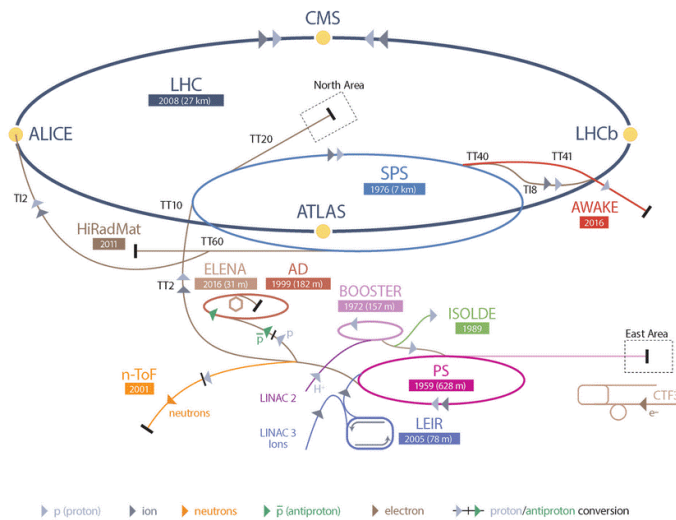 CMS
LHC
2008 (27 km)
North Area
ALICE
TT20
LHCb
TT40
TT41
SPS
1976 (7 km)
TI2
TT10
TI8
ATLAS
AWAKE
2016
HiRadMat
2011
TT60
ELENA
2016 (31 m)
AD
1999 (182 m)
TT2
BOOSTER
1972 (157 m)
ISOLDE
1989
p
p̅
East Area
n-ToF
2001
neutrons
LINAC 2
H⁻
PS
1959 (628 m)
CTF3
e–
LINAC 3
Ions
LEIR
2005 (78 m)
p (proton)
ion
neutrons
p̅ (antiproton)
electron
proton/antiproton conversion